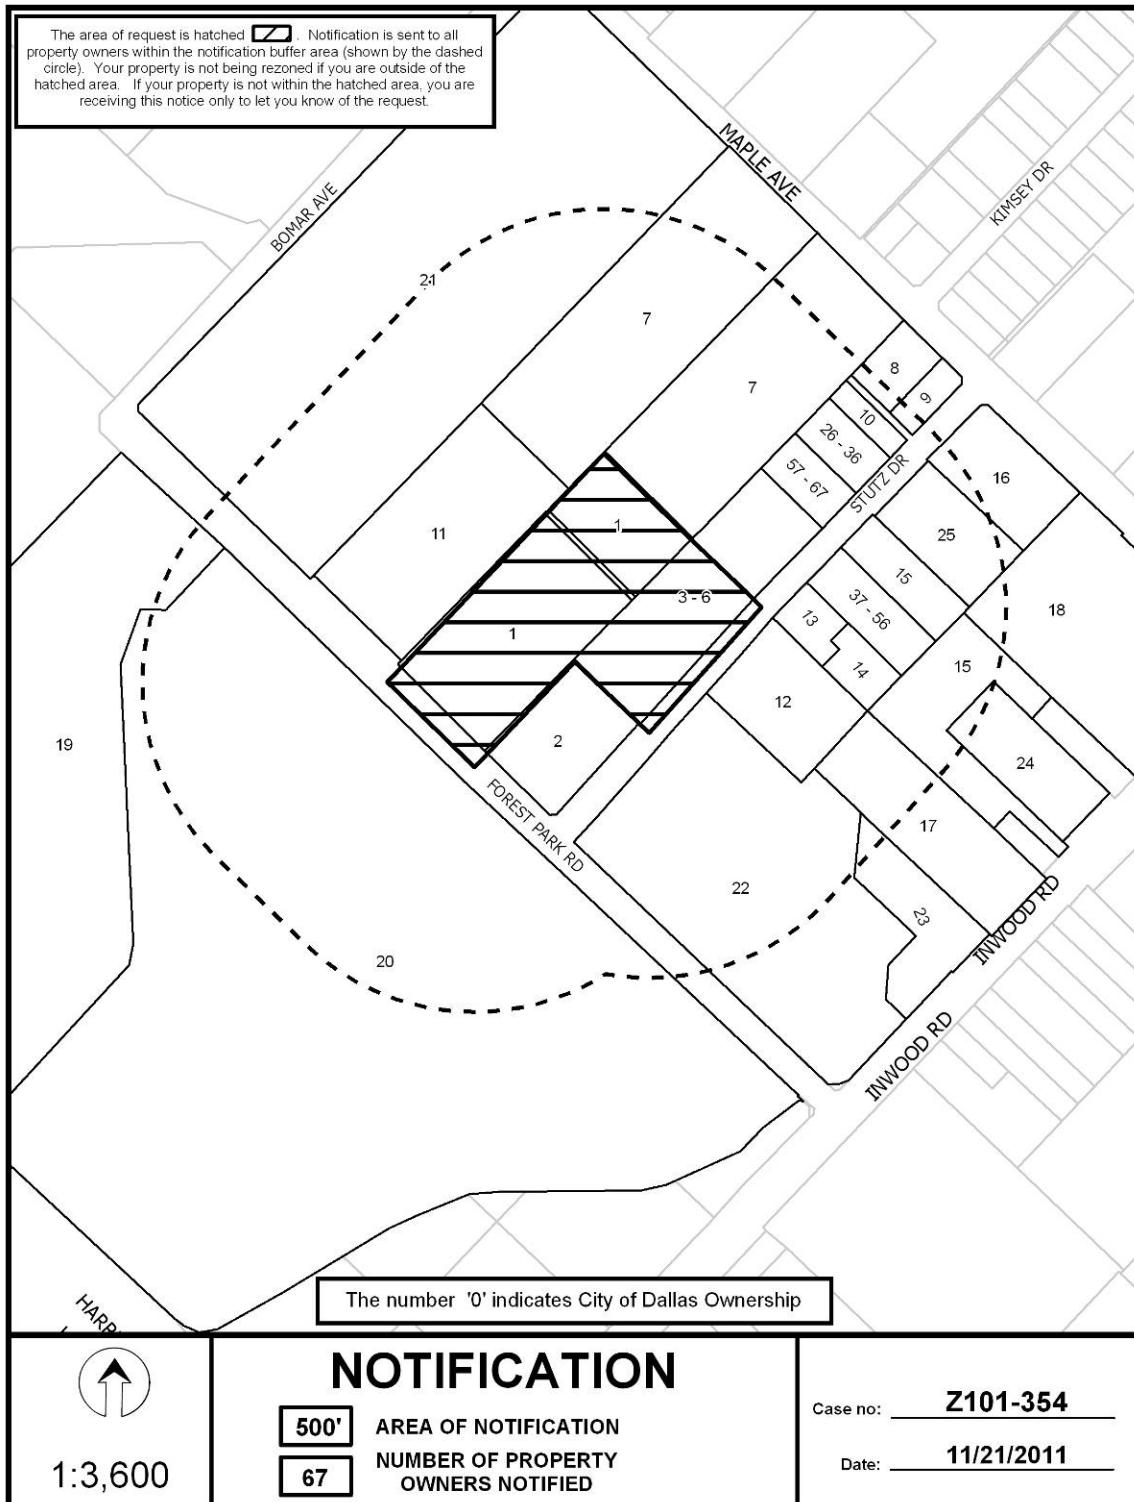 The area of request is hatched . Notification is sent to all
property owners within the notification buffer area (shown by the dashed
circle). Your property is not being rezoned if you are outside of the
hatched area. If your property is not within the hatched area, you are
receiving this notice only to let you know of the request.
MAPLE AVE
KIMSEY DR
BOMAR AVE
21
7
7
8
9
10
26 - 36
57 - 67
STUTZ DR
16
11
1
25
15
3 - 6
37 - 56
18
1
13
14
15
12
19
2
24
FOREST PARK RD
17
22
23
INWOOD RD
20
INWOOD RD
The number '0' indicates City of Dallas Ownership
1:3,600
NOTIFICATION
500' AREA OF NOTIFICATION
67 NUMBER OF PROPERTY
OWNERS NOTIFIED
Case no: Z101-354
Date: 11/21/2011